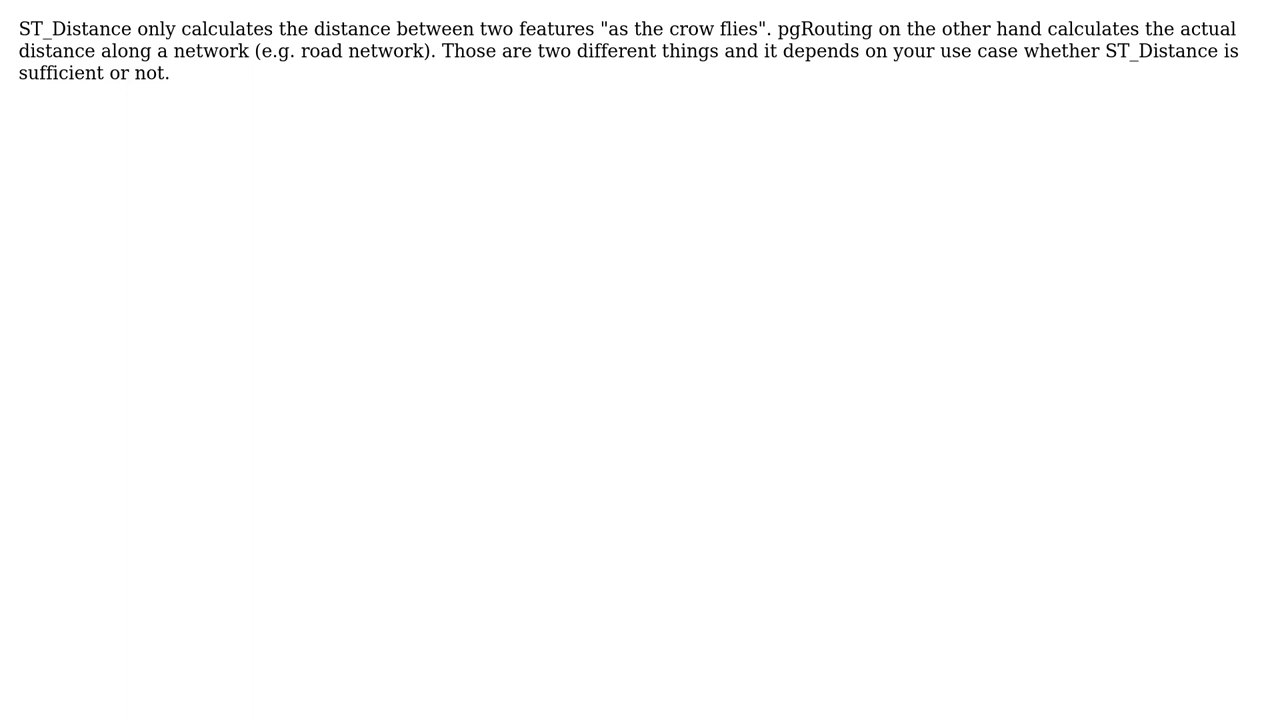 ST_Distance only calculates the distance between two features "as the crow flies". pgRouting on the other hand calculates the actual
distance along a network (e.g. road network). Those are two different things and it depends on your use case whether ST_Distance is
sufficient or not.